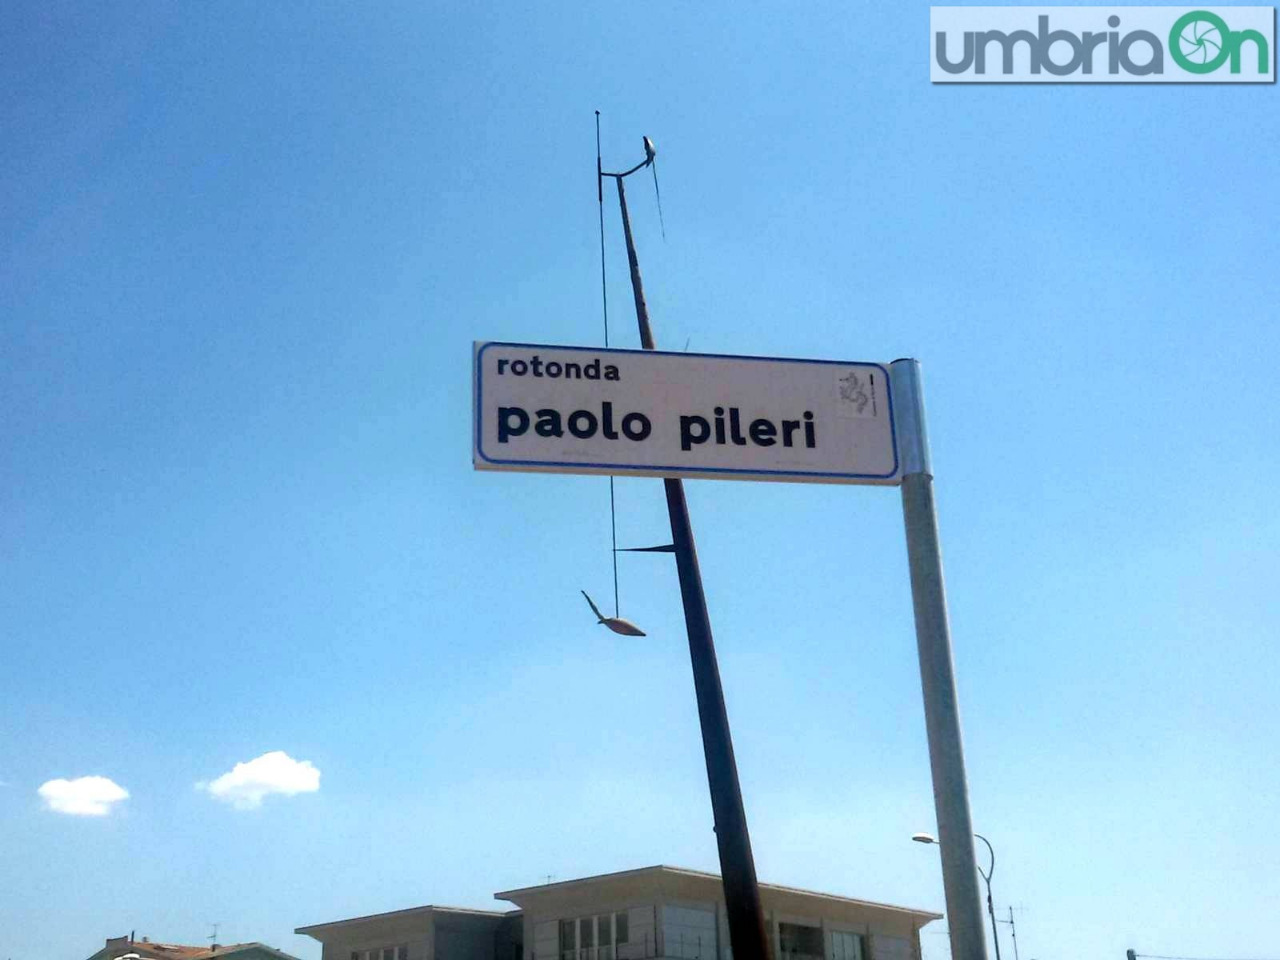 umbriaOn
rotonda
paolo pileri